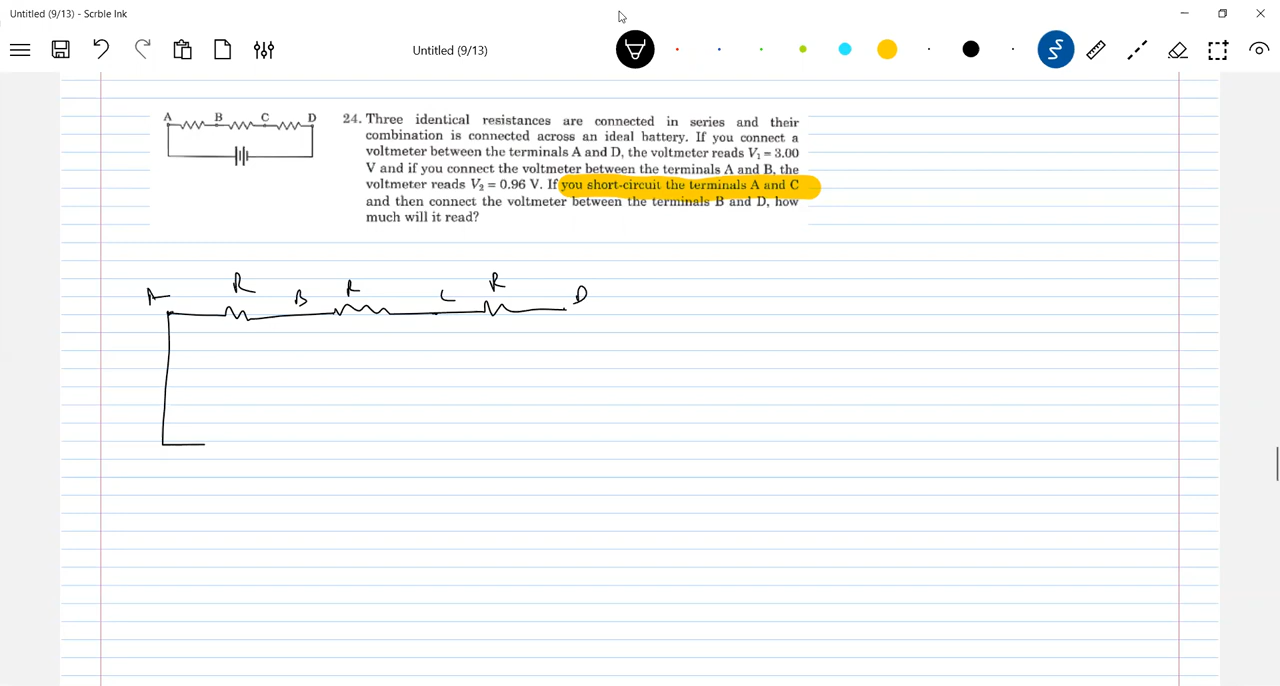 Untitled (9/13) - Scrble Ink
Untitled (9/13)
A B C D
24. Three identical resistances are connected in series and their
combination is connected across an ideal battery. If you connect a
voltmeter between the terminals A and D, the voltmeter reads V₁ = 3.00
V and if you connect the voltmeter between the terminals A and B, the
voltmeter reads V₂ = 0.96 V. If you short-circuit the terminals A and C
and then connect the voltmeter between the terminals B and D, how
much will it read?
R R R
A B C D